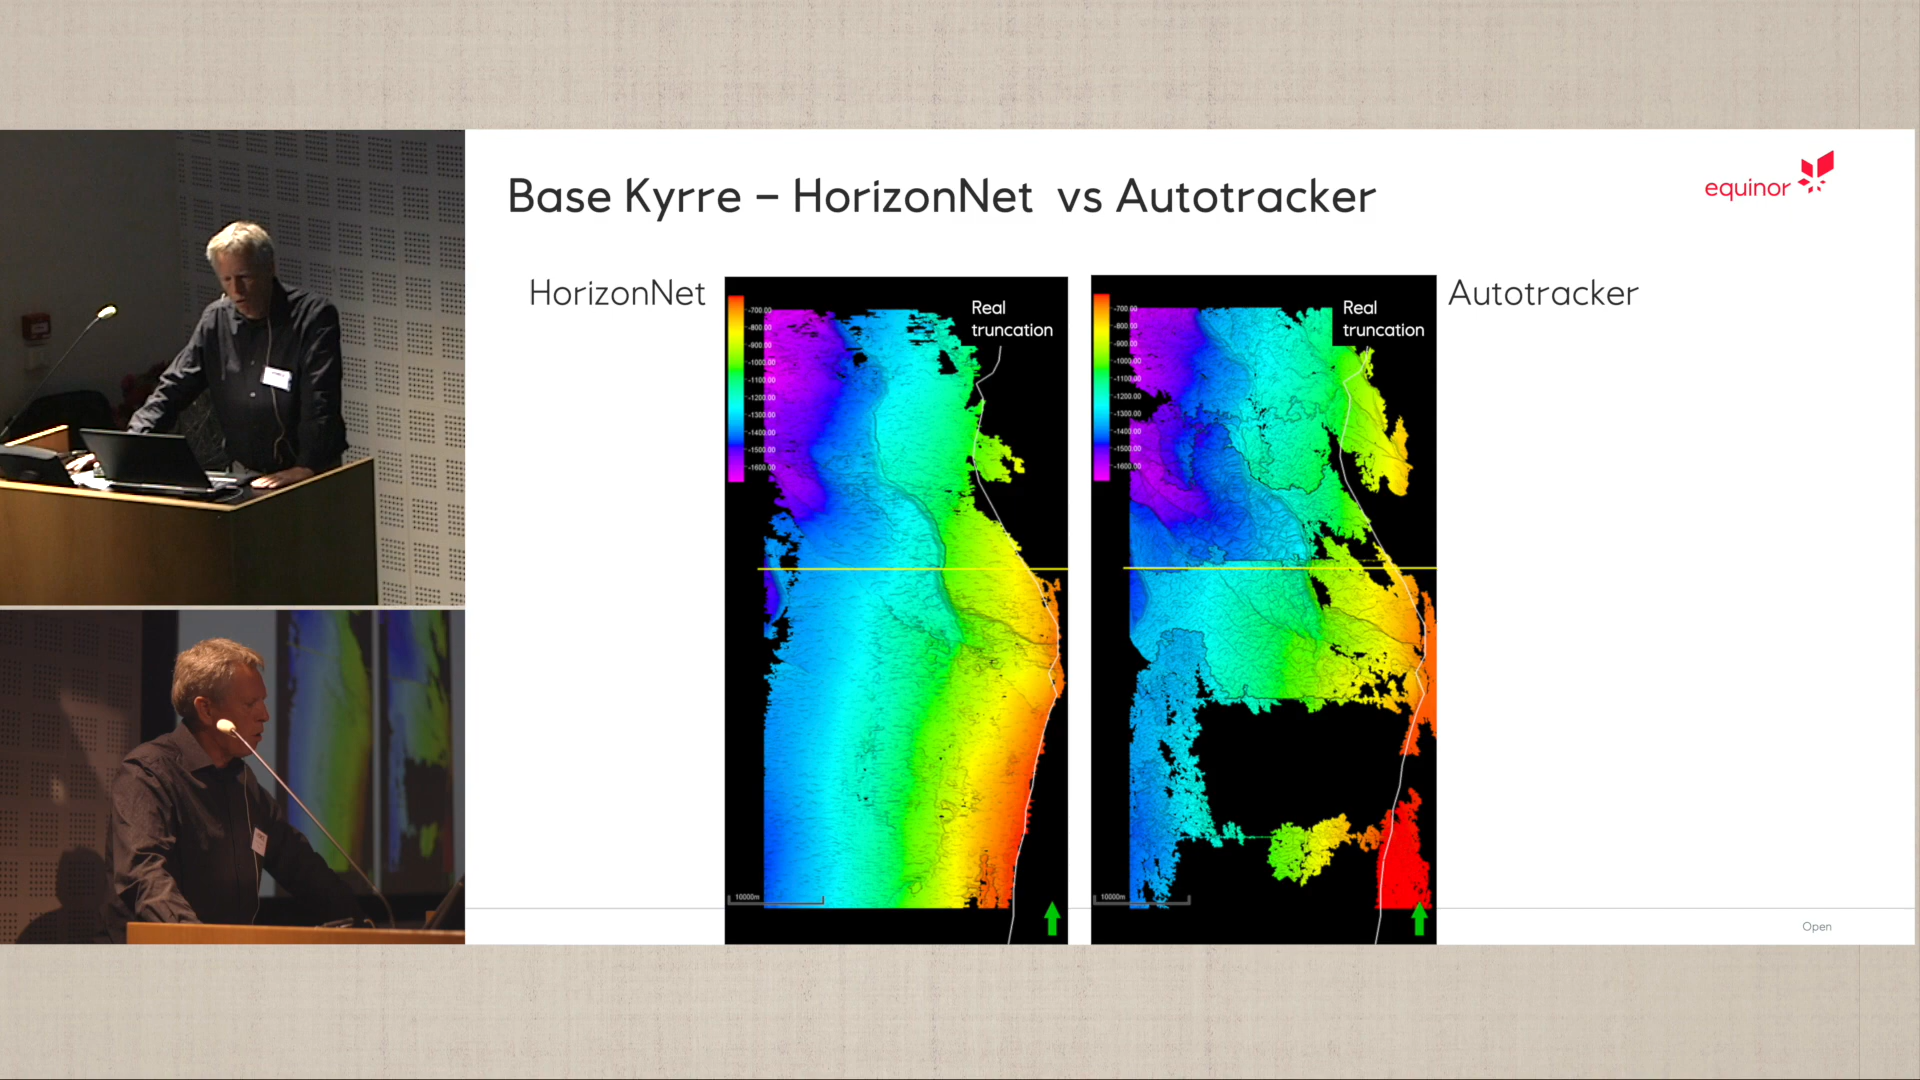 Base Kyrre – HorizonNet vs Autotracker
equinor
HorizonNet
Real
truncation
-700.00
-800.00
-900.00
-1000.00
-1100.00
-1200.00
-1300.00
-1400.00
-1500.00
-1600.00
10000m
Real
truncation
-700.00
-800.00
-900.00
-1000.00
-1100.00
-1200.00
-1300.00
-1400.00
-1500.00
-1600.00
10000m
Autotracker
Open